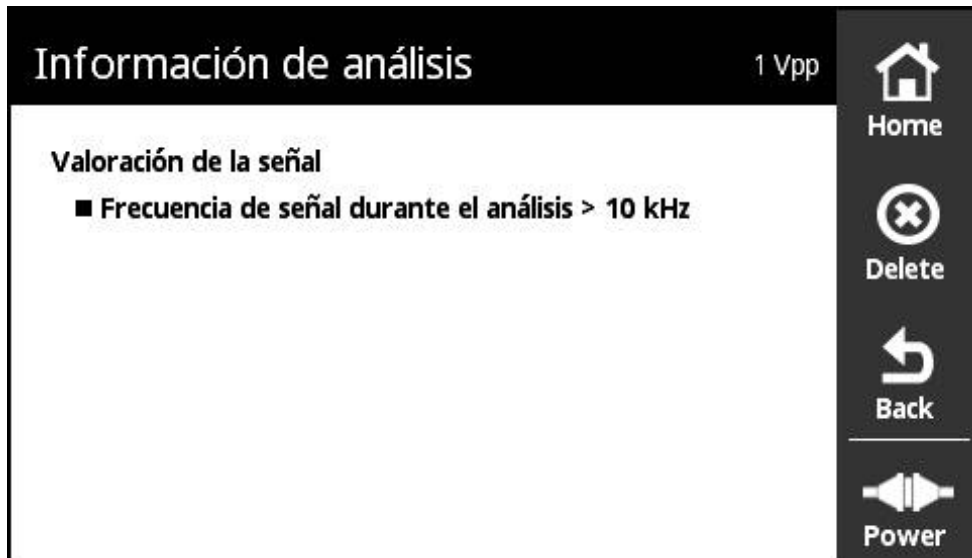 Información de análisis
1 Vpp
Valoración de la señal
■ Frecuencia de señal durante el análisis > 10 kHz
Home
Delete
Back
Power